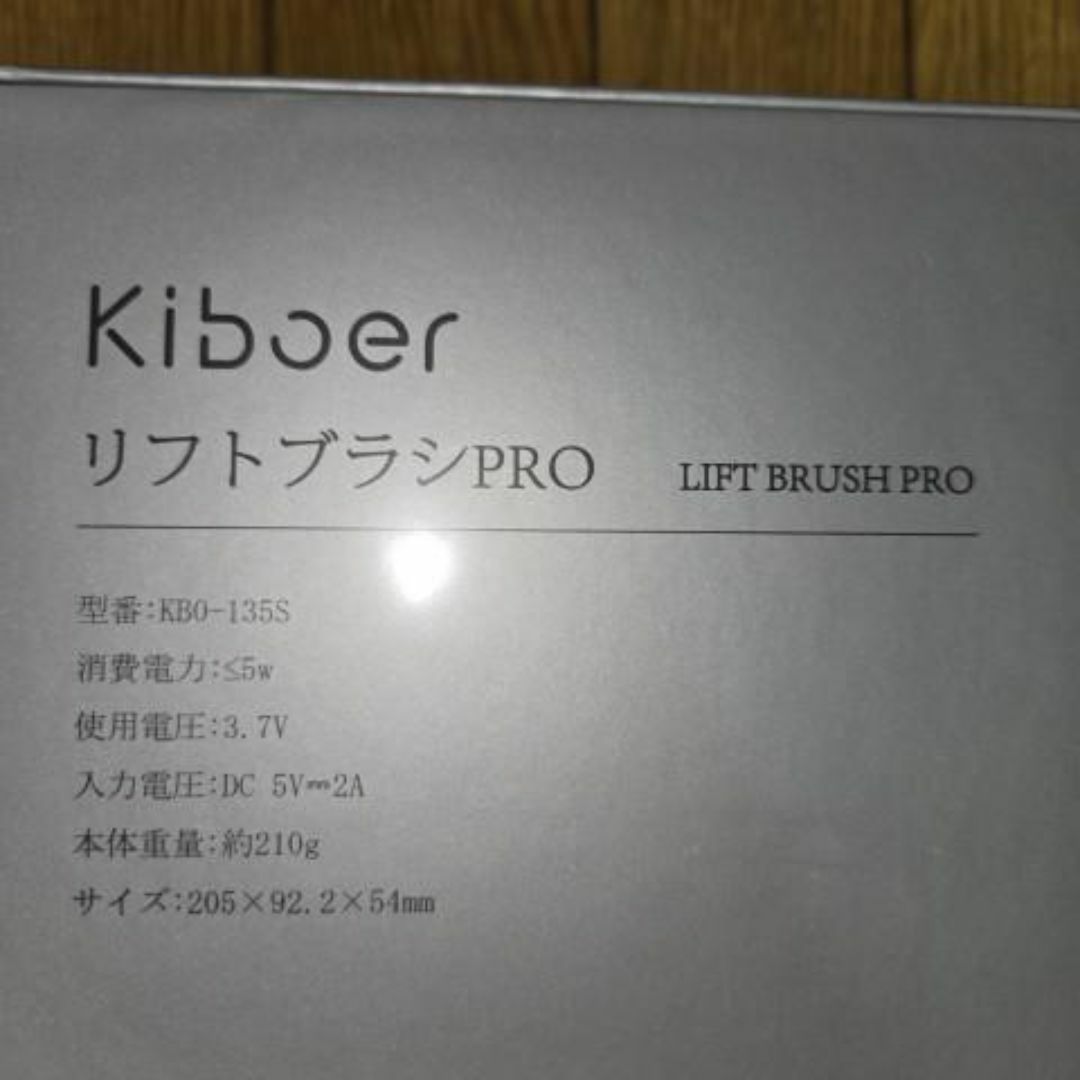 Kiboer
リフトブラシPRO LIFT BRUSH PRO
型番:KBO-135S
消費電力:≤5w
使用電圧:3.7V
入力電圧:DC 5V⎓2A
本体重量:約210g
サイズ:205×92.2×54mm